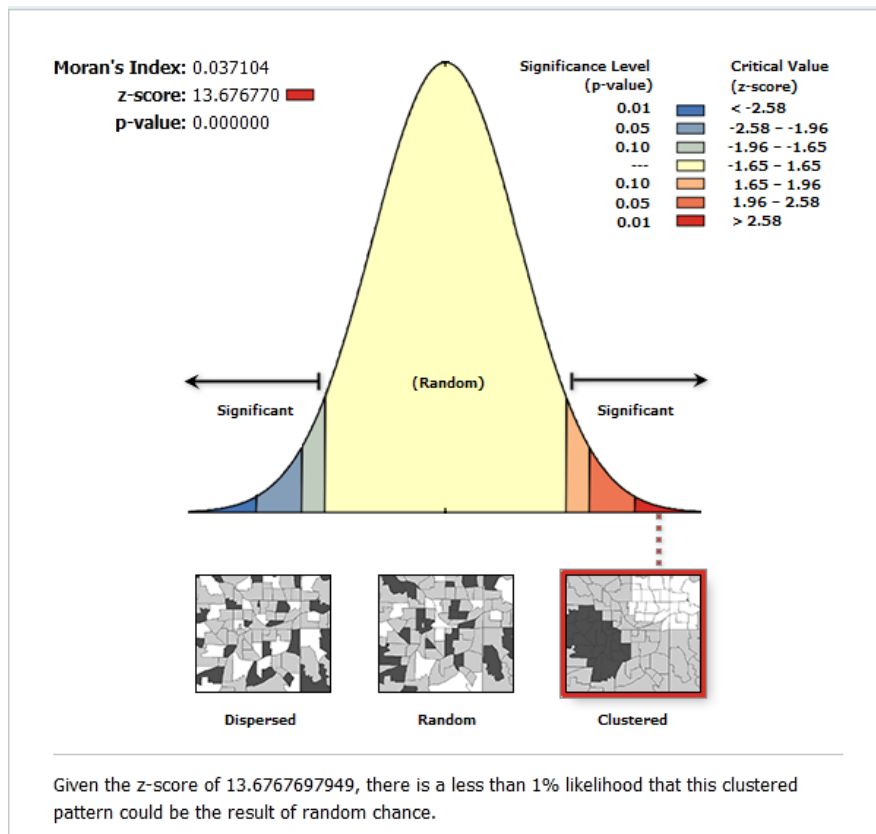 Moran's Index: 0.037104
z-score: 13.676770
p-value: 0.000000
Significance Level
(p-value)
Critical Value
(z-score)
0.01 < -2.58
0.05 -2.58 – -1.96
0.10 -1.96 – -1.65
--- -1.65 – 1.65
0.10 1.65 – 1.96
0.05 1.96 – 2.58
0.01 > 2.58
(Random)
Significant
Significant
Dispersed
Random
Clustered
Given the z-score of 13.6767697949, there is a less than 1% likelihood that this clustered
pattern could be the result of random chance.